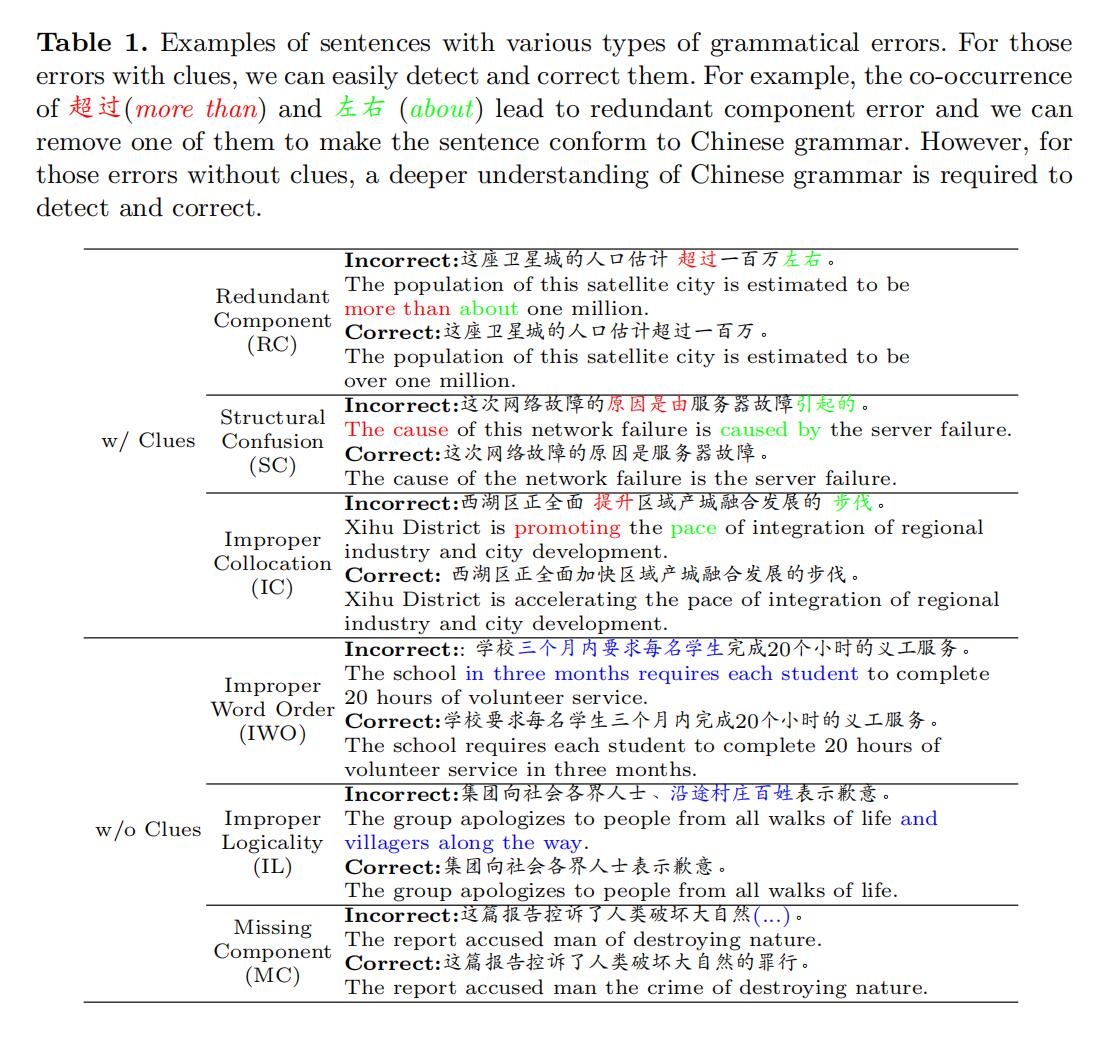 Table 1. Examples of sentences with various types of grammatical errors. For those
errors with clues, we can easily detect and correct them. For example, the co-occurrence
of 超过(more than) and 左右 (about) lead to redundant component error and we can
remove one of them to make the sentence conform to Chinese grammar. However, for
those errors without clues, a deeper understanding of Chinese grammar is required to
detect and correct.
w/ Clues
Redundant
Component
(RC)
Incorrect:这座卫星城的人口估计 超过一百万左右。
The population of this satellite city is estimated to be
more than about one million.
Correct:这座卫星城的人口估计超过一百万。
The population of this satellite city is estimated to be
over one million.
Structural
Confusion
(SC)
Incorrect:这次网络故障的原因是由服务器故障引起的。
The cause of this network failure is caused by the server failure.
Correct:这次网络故障的原因是服务器故障。
The cause of the network failure is the server failure.
Improper
Collocation
(IC)
Incorrect:西湖区正全面 提升区域产城融合发展的 步伐。
Xihu District is promoting the pace of integration of regional
industry and city development.
Correct: 西湖区正全面加快区域产城融合发展的步伐。
Xihu District is accelerating the pace of integration of regional
industry and city development.
w/o Clues
Improper
Word Order
(IWO)
Incorrect:: 学校三个月内要求每名学生完成20个小时的义工服务。
The school in three months requires each student to complete
20 hours of volunteer service.
Correct:学校要求每名学生三个月内完成20个小时的义工服务。
The school requires each student to complete 20 hours of
volunteer service in three months.
Improper
Logicality
(IL)
Incorrect:集团向社会各界人士、沿途村庄百姓表示歉意。
The group apologizes to people from all walks of life and
villagers along the way.
Correct:集团向社会各界人士表示歉意。
The group apologizes to people from all walks of life.
Missing
Component
(MC)
Incorrect:这篇报告控诉了人类破坏大自然(...)。
The report accused man of destroying nature.
Correct:这篇报告控诉了人类破坏大自然的罪行。
The report accused man the crime of destroying nature.